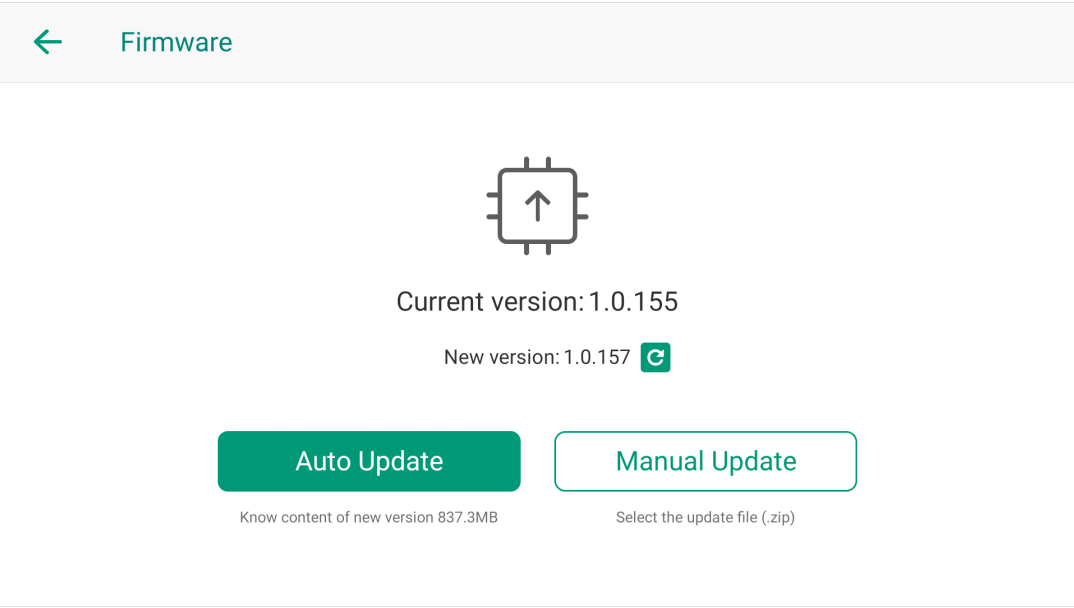 Firmware
Current version: 1.0.155
New version: 1.0.157
Auto Update
Manual Update
Know content of new version 837.3MB
Select the update file (.zip)